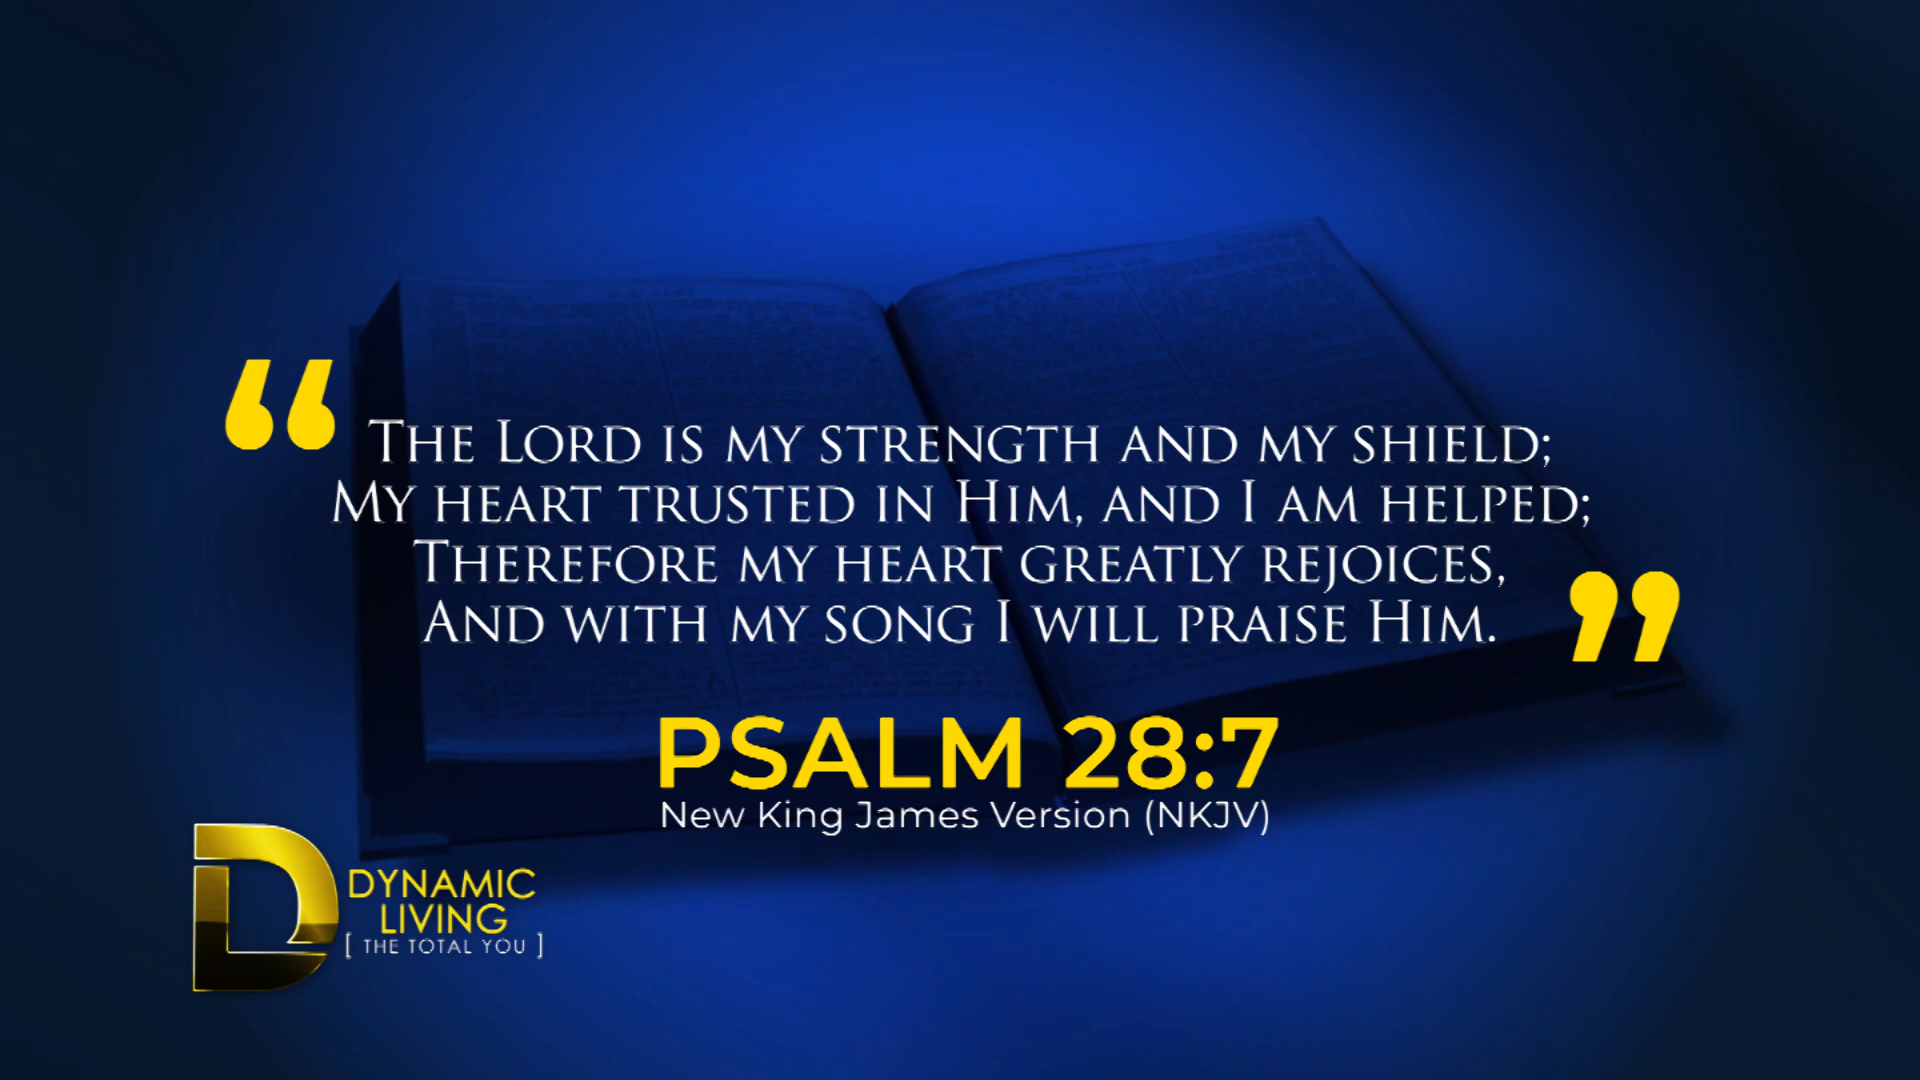 “ The Lord is my strength and my shield;
My heart trusted in Him, and I am helped;
Therefore my heart greatly rejoices,
And with my song I will praise Him. ”
PSALM 28:7
New King James Version (NKJV)
DYNAMIC
LIVING
[ THE TOTAL YOU ]